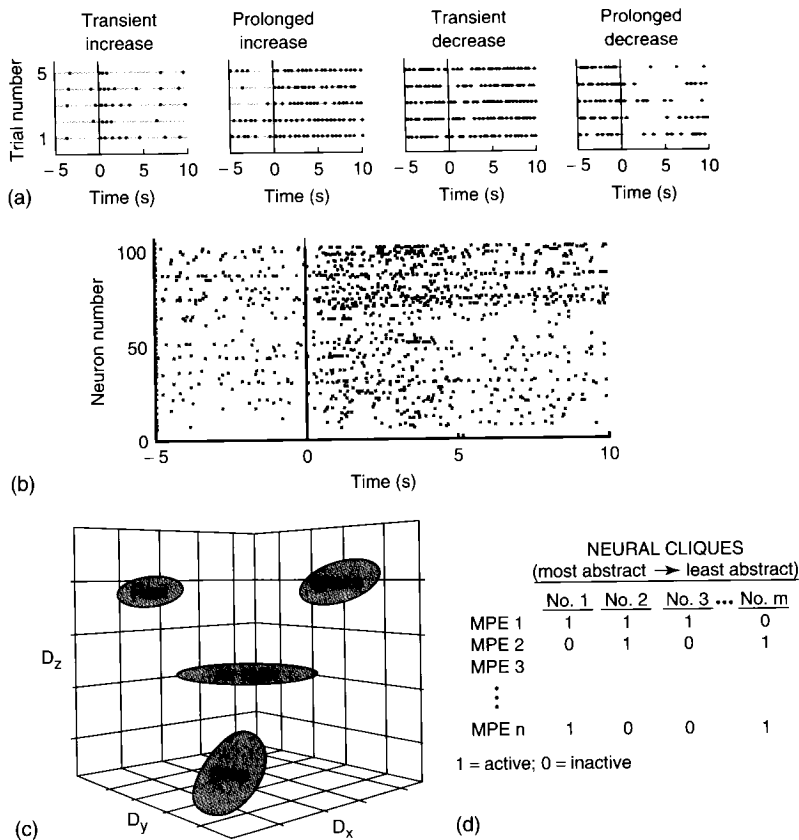 Transient increase
Prolonged increase
Transient decrease
Prolonged decrease
Trial number
5
1
– 5 0 5 10
– 5 0 5 10
– 5 0 5 10
– 5 0 5 10
Time (s)
Time (s)
Time (s)
Time (s)
(a)
Neuron number
100
50
0
– 5 0 5 10
Time (s)
(b)
Dz
Dy
Dx
(c)
NEURAL CLIQUES
(most abstract → least abstract)
No. 1 No. 2 No. 3 ••• No. m
MPE 1 1 1 1 0
MPE 2 0 1 0 1
MPE 3
⋮
MPE n 1 0 0 1
1 = active; 0 = inactive
(d)